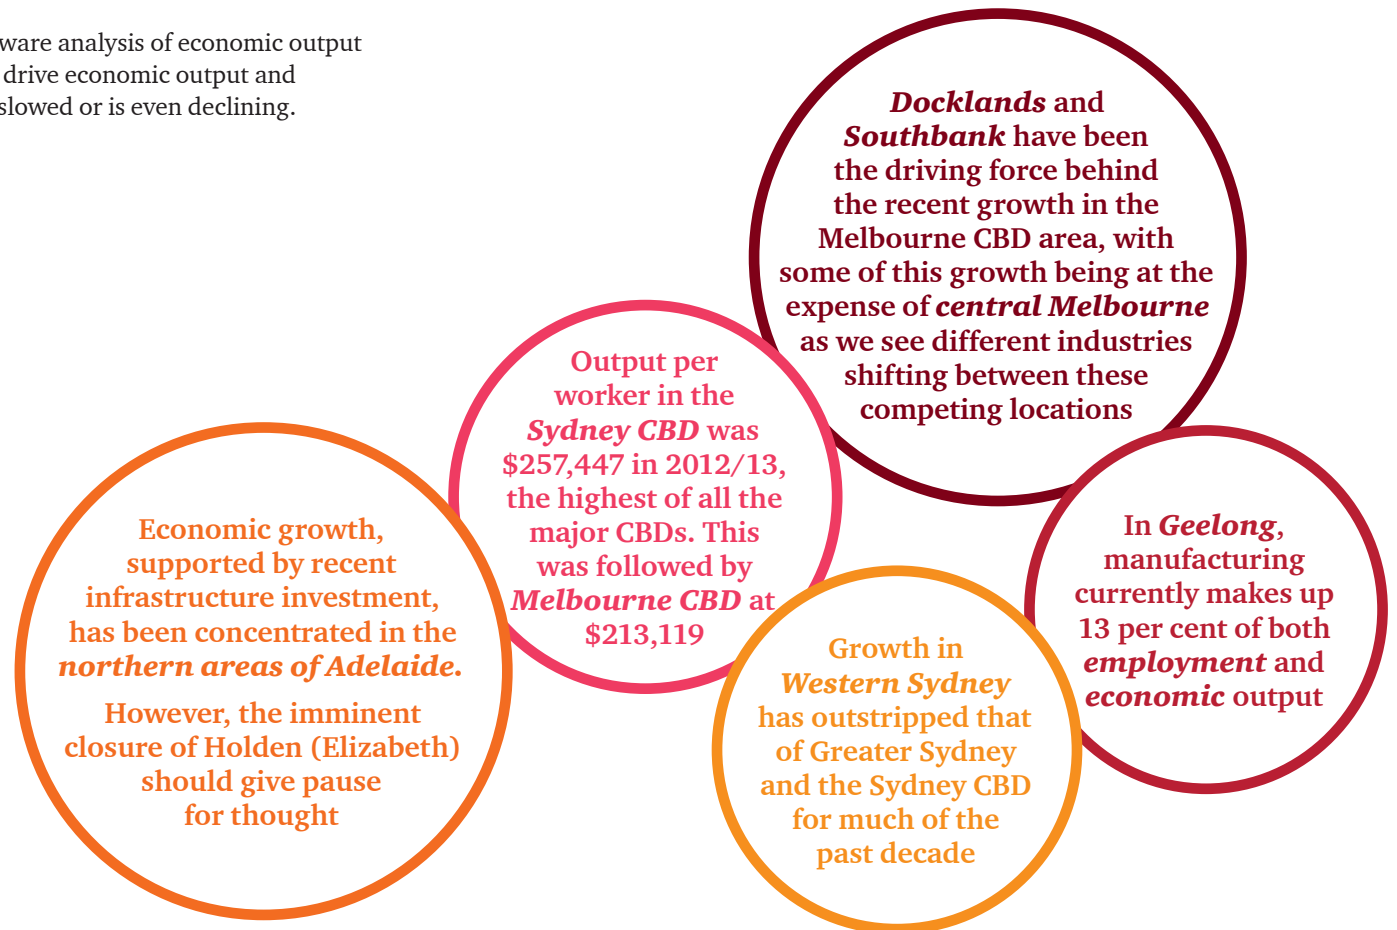 ware analysis of economic output
drive economic output and
slowed or is even declining.
Docklands and
Southbank have been
the driving force behind
the recent growth in the
Melbourne CBD area, with
some of this growth being at the
expense of central Melbourne
as we see different industries
shifting between these
competing locations
Output per
worker in the
Sydney CBD was
$257,447 in 2012/13,
the highest of all the
major CBDs. This
was followed by
Melbourne CBD at
$213,119
Economic growth,
supported by recent
infrastructure investment,
has been concentrated in the
northern areas of Adelaide.
However, the imminent
closure of Holden (Elizabeth)
should give pause
for thought
In Geelong,
manufacturing
currently makes up
13 per cent of both
employment and
economic output
Growth in
Western Sydney
has outstripped that
of Greater Sydney
and the Sydney CBD
for much of the
past decade